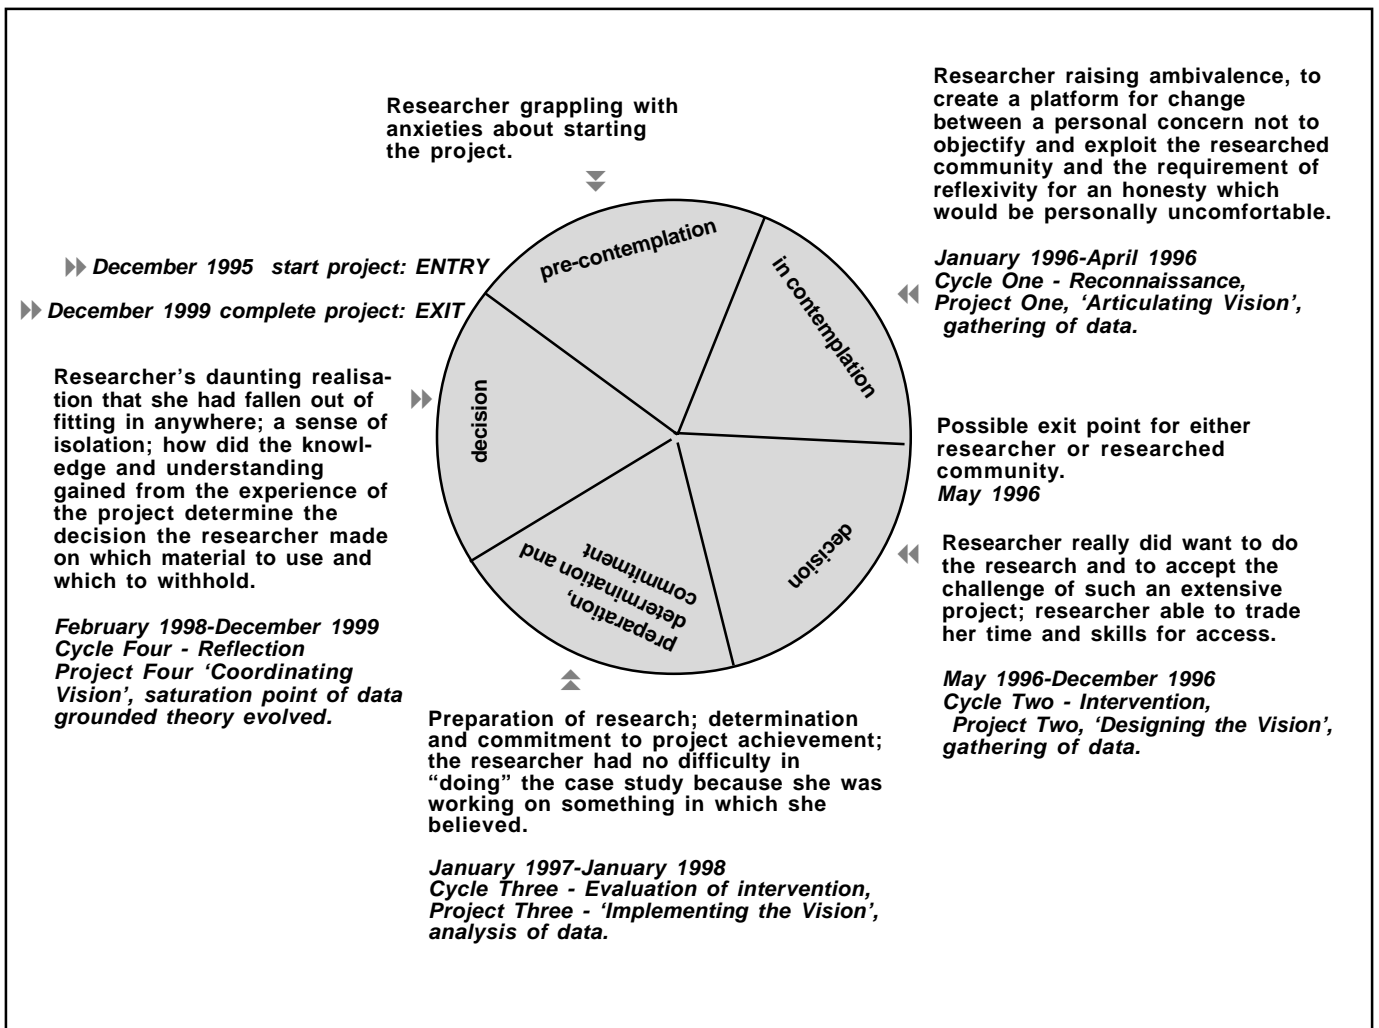 Researcher grappling with
anxieties about starting
the project.
Researcher raising ambivalence, to
create a platform for change
between a personal concern not to
objectify and exploit the researched
community and the requirement of
reflexivity for an honesty which
would be personally uncomfortable.
January 1996-April 1996
Cycle One - Reconnaissance,
Project One, ‘Articulating Vision’,
gathering of data.
Possible exit point for either
researcher or researched
community.
May 1996
Researcher really did want to do
the research and to accept the
challenge of such an extensive
project; researcher able to trade
her time and skills for access.
May 1996-December 1996
Cycle Two - Intervention,
Project Two, ‘Designing the Vision’,
gathering of data.
pre-contemplation
in contemplation
decision
preparation,
determination and
commitment
decision
December 1995 start project: ENTRY
December 1999 complete project: EXIT
Researcher’s daunting realisa-
tion that she had fallen out of
fitting in anywhere; a sense of
isolation; how did the knowl-
edge and understanding
gained from the experience of
the project determine the
decision the researcher made
on which material to use and
which to withhold.
February 1998-December 1999
Cycle Four - Reflection
Project Four ‘Coordinating
Vision’, saturation point of data
grounded theory evolved.
Preparation of research; determination
and commitment to project achievement;
the researcher had no difficulty in
“doing” the case study because she was
working on something in which she
believed.
January 1997-January 1998
Cycle Three - Evaluation of intervention,
Project Three - ‘Implementing the Vision’,
analysis of data.